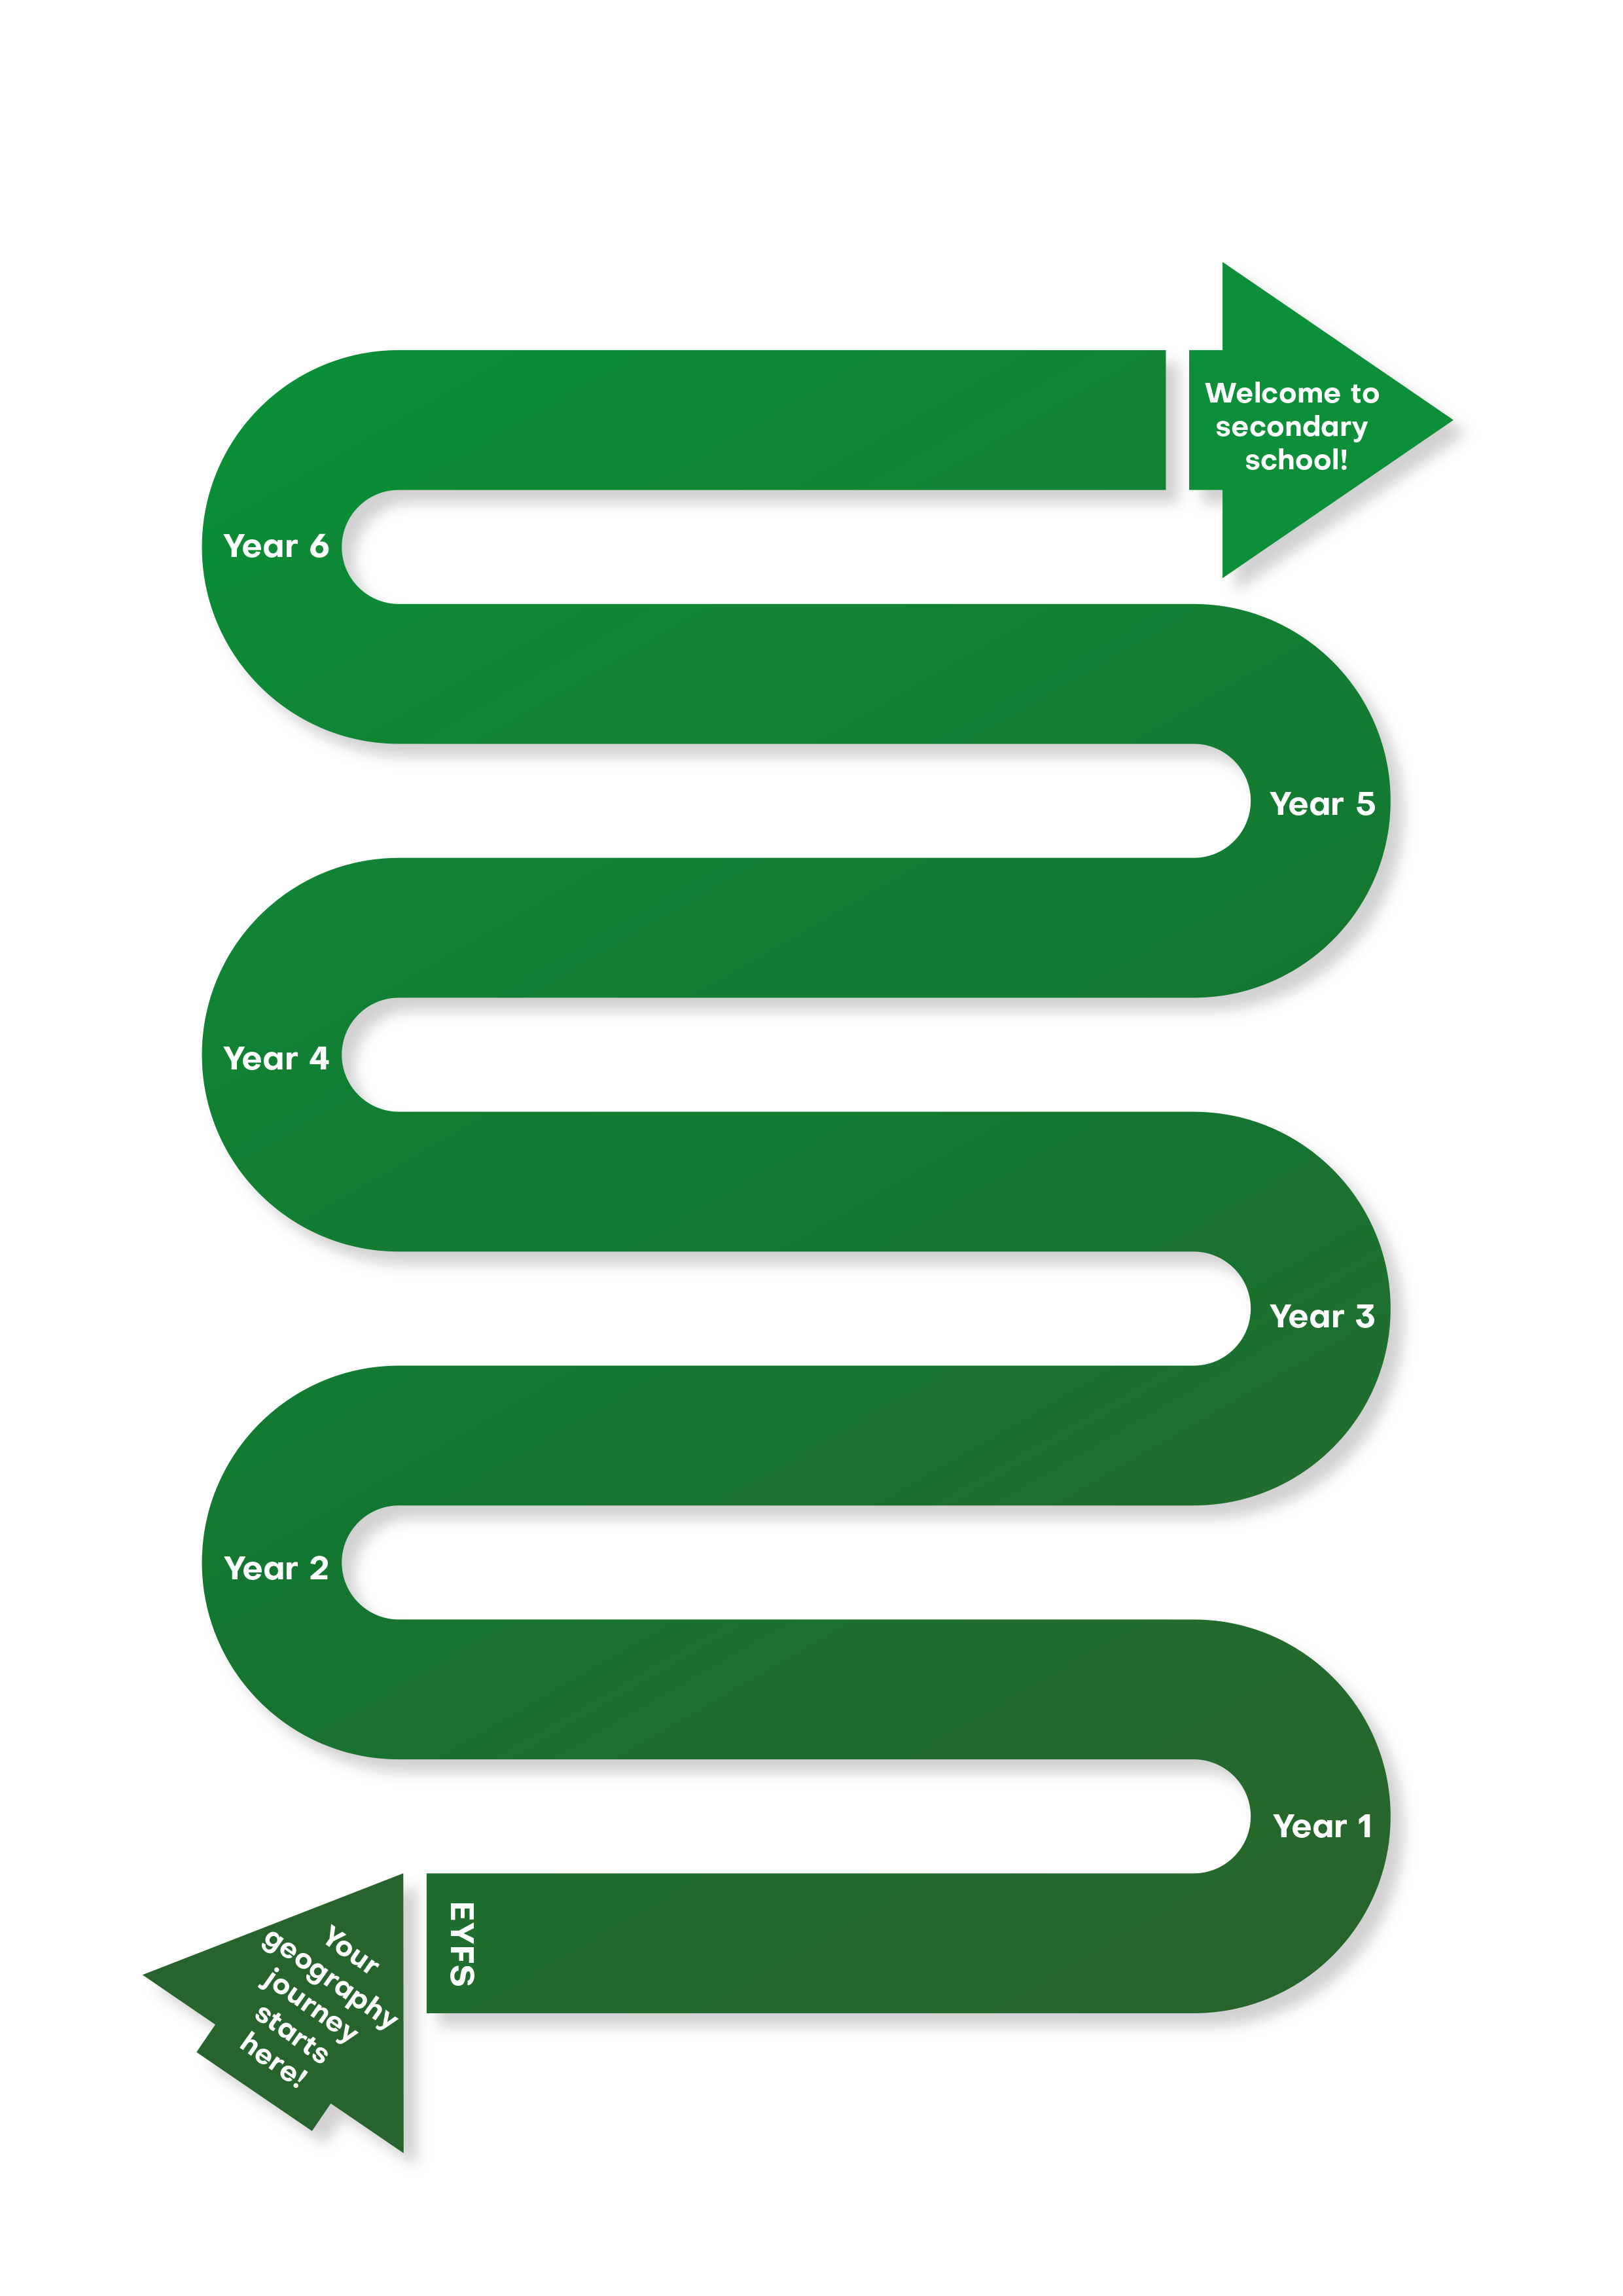 Welcome to
secondary
school!
Year 6
Year 5
Year 4
Year 3
Year 2
Year 1
EYFS
Your
geography
journey
starts
here!